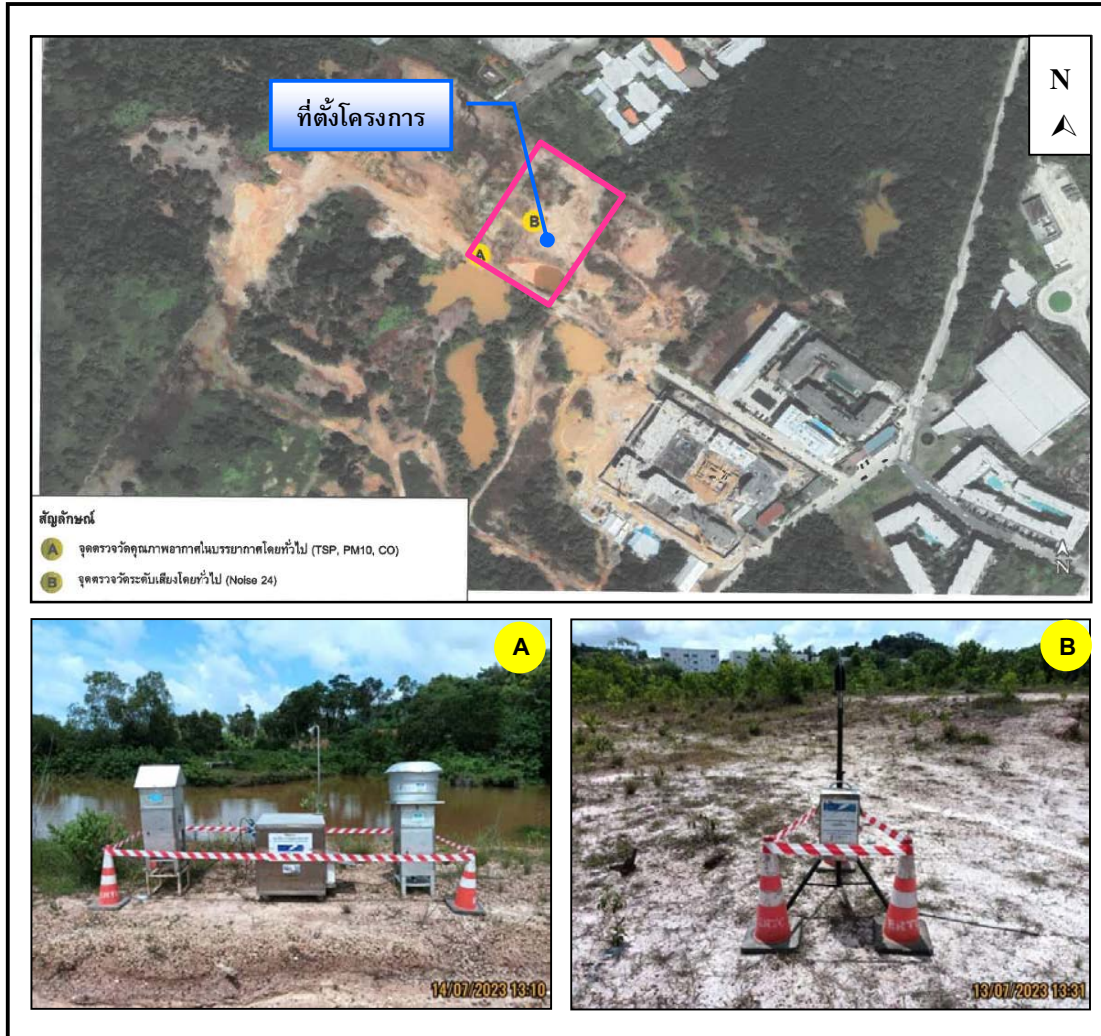 N
ที่ตั้งโครงการ
B
A
N
สัญลักษณ์
A จุดตรวจวัดคุณภาพอากาศในบรรยากาศโดยทั่วไป (TSP, PM10, CO)
B จุดตรวจวัดระดับเสียงโดยทั่วไป (Noise 24)
A
14/07/2023 13:10
B
13/07/2023 13:31